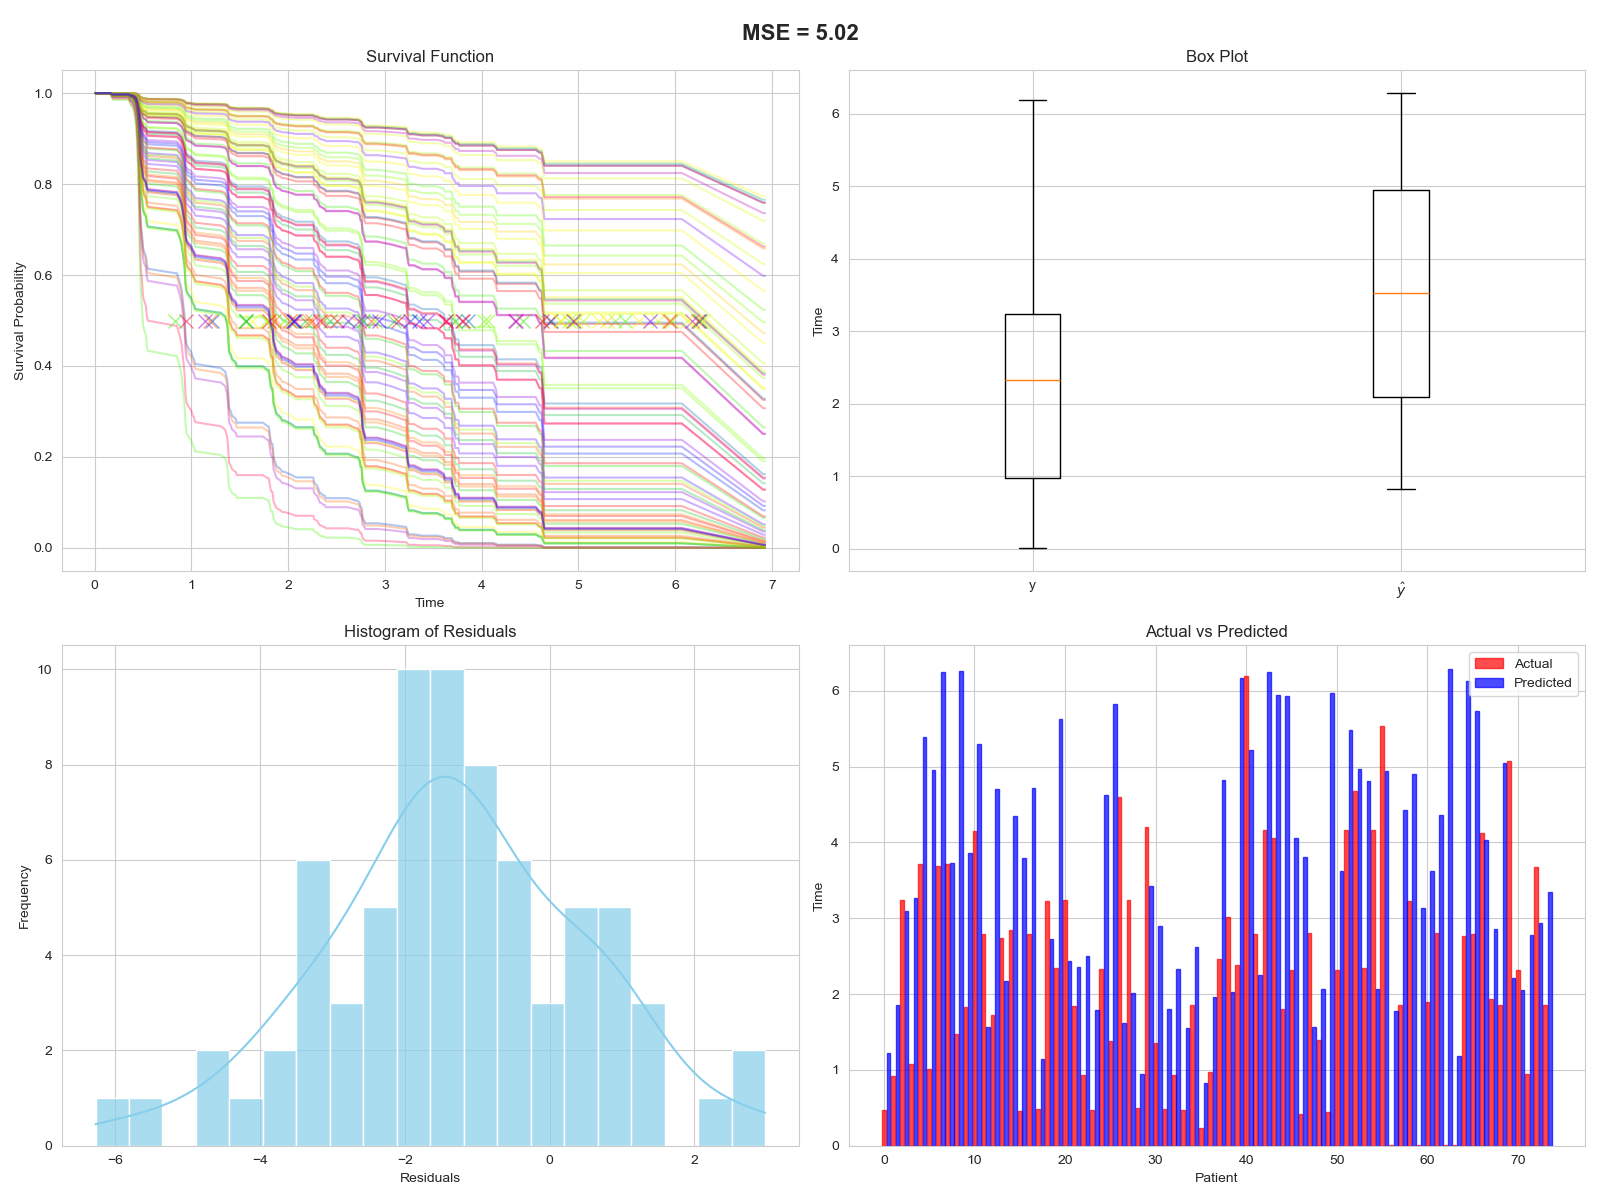 MSE = 5.02
Survival Function
Survival Probability
1.0
0.8
0.6
0.4
0.2
0.0
0 1 2 3 4 5 6 7
Time
Box Plot
Time
6
5
4
3
2
1
0
y ŷ
Histogram of Residuals
Frequency
10
8
6
4
2
0
−6 −4 −2 0 2
Residuals
Actual vs Predicted
Actual
Predicted
Time
6
5
4
3
2
1
0
0 10 20 30 40 50 60 70
Patient